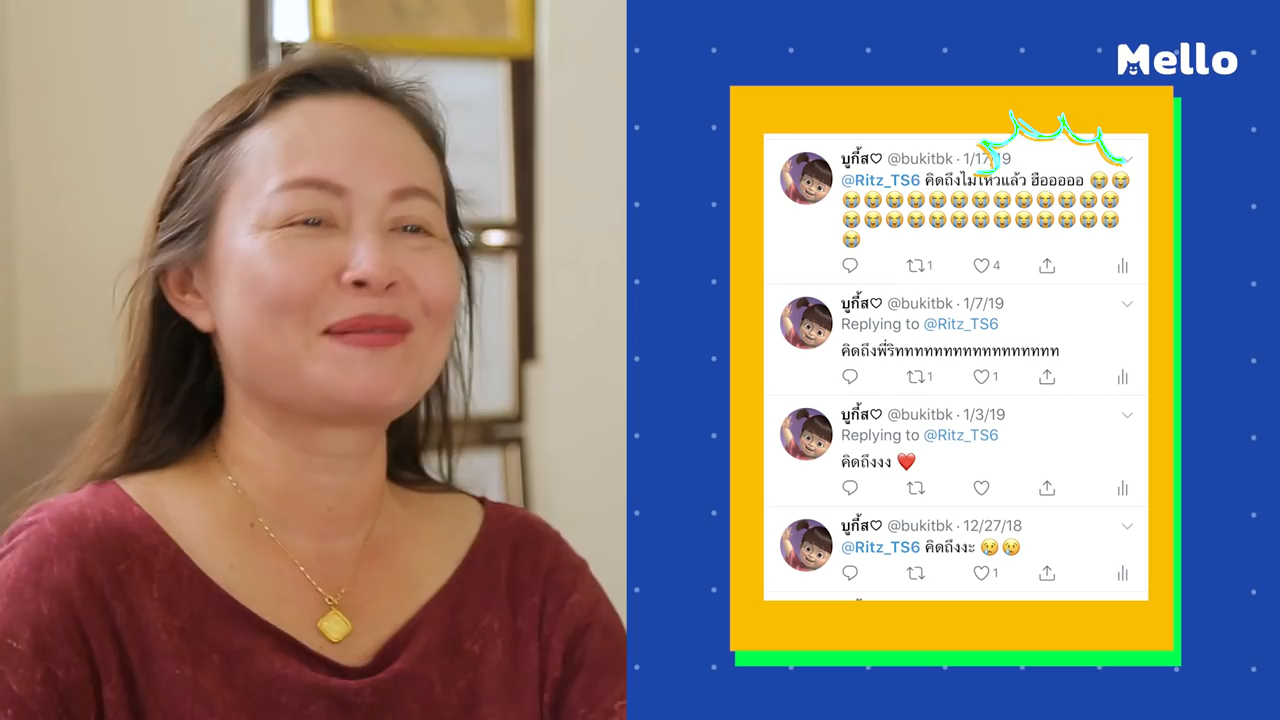 Mello
บูกี้ส♡ @bukitbk · 1/17/19
@Ritz_TS6 คิดถึงไม่ไหวแล้ว ฮืออออออ 😭 😭
😭 😭 😭 😭 😭 😭 😭 😭 😭 😭 😭 😭 😭
😭 😭 😭 😭 😭 😭 😭 😭 😭 😭 😭 😭 😭
😭
1 4
บูกี้ส♡ @bukitbk · 1/7/19
Replying to @Ritz_TS6
คิดถึงพี่ริททททททททททททททททท
1 1
บูกี้ส♡ @bukitbk · 1/3/19
Replying to @Ritz_TS6
คิดถึงงง ❤️
บูกี้ส♡ @bukitbk · 12/27/18
@Ritz_TS6 คิดถึงงะ 😢 😢
1